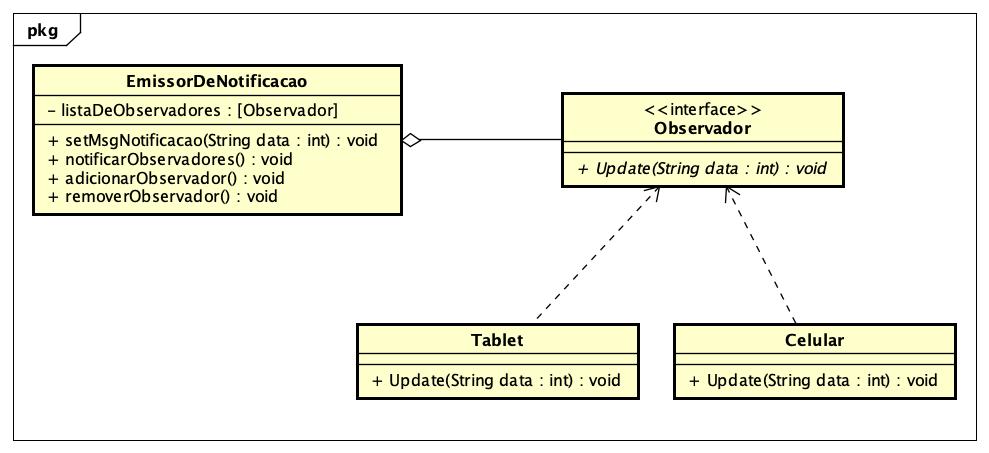 pkg
EmissorDeNotificacao
– listaDeObservadores : [Observador]
+ setMsgNotificacao(String data : int) : void
+ notificarObservadores() : void
+ adicionarObservador() : void
+ removerObservador() : void
<<interface>>
Observador
+ Update(String data : int) : void
Tablet
+ Update(String data : int) : void
Celular
+ Update(String data : int) : void